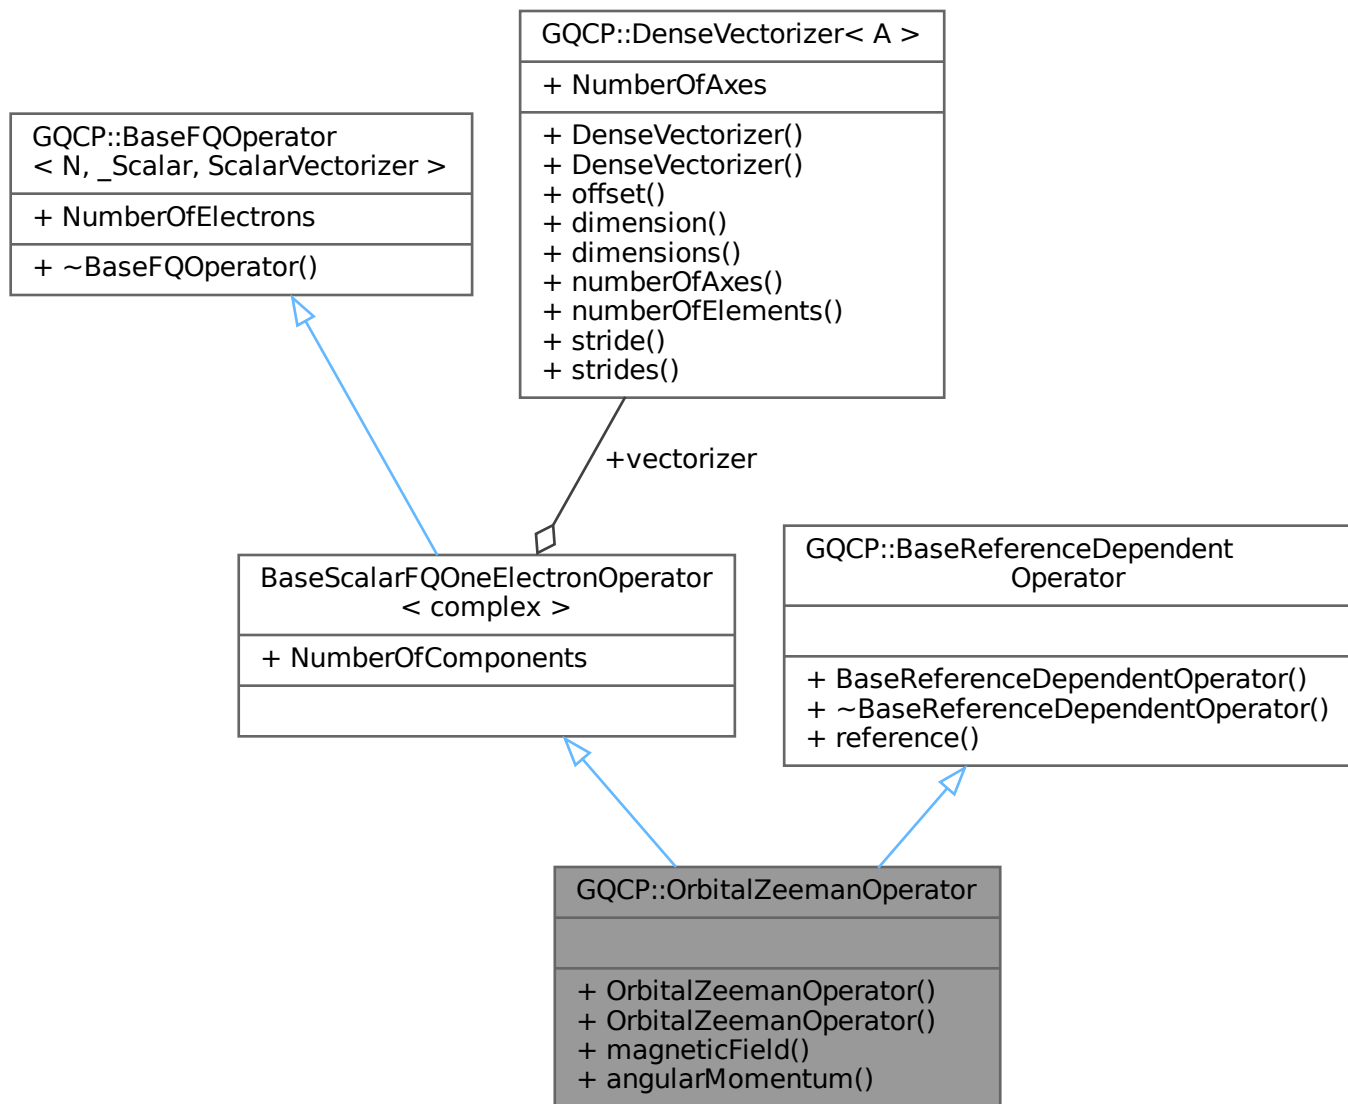 GQCP::DenseVectorizer< A >
+ NumberOfAxes
+ DenseVectorizer()
+ DenseVectorizer()
+ offset()
+ dimension()
+ dimensions()
+ numberOfAxes()
+ numberOfElements()
+ stride()
+ strides()
GQCP::BaseFQOperator
< N, _Scalar, ScalarVectorizer >
+ NumberOfElectrons
+ ~BaseFQOperator()
+vectorizer
BaseScalarFQOneElectronOperator
< complex >
+ NumberOfComponents
GQCP::BaseReferenceDependent
Operator
+ BaseReferenceDependentOperator()
+ ~BaseReferenceDependentOperator()
+ reference()
GQCP::OrbitalZeemanOperator
+ OrbitalZeemanOperator()
+ OrbitalZeemanOperator()
+ magneticField()
+ angularMomentum()